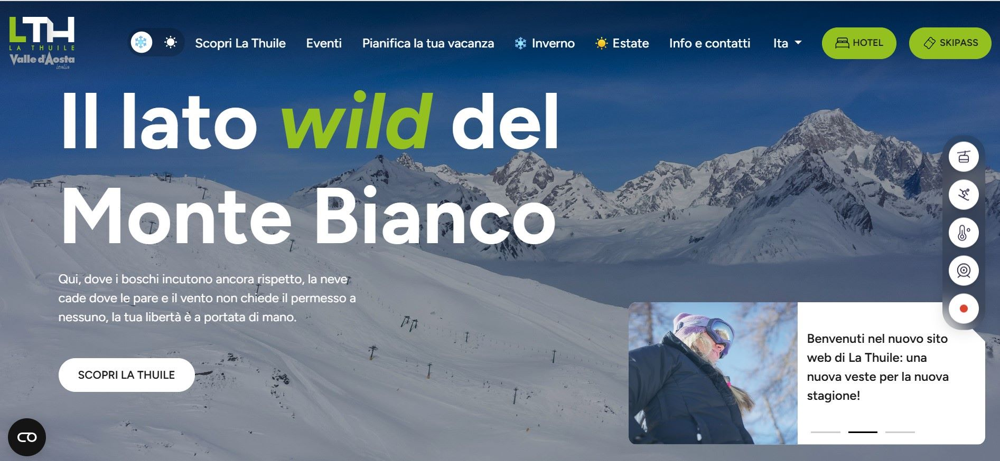 LTH
LA THUILE
Valle d'Aosta
italia
Scopri La Thuile
Eventi
Pianifica la tua vacanza
Inverno
Estate
Info e contatti
Ita
HOTEL
SKIPASS
Il lato wild del
Monte Bianco
Qui, dove i boschi incutono ancora rispetto, la neve
cade dove le pare e il vento non chiede il permesso a
nessuno, la tua libertà è a portata di mano.
SCOPRI LA THUILE
Benvenuti nel nuovo sito
web di La Thuile: una
nuova veste per la nuova
stagione!